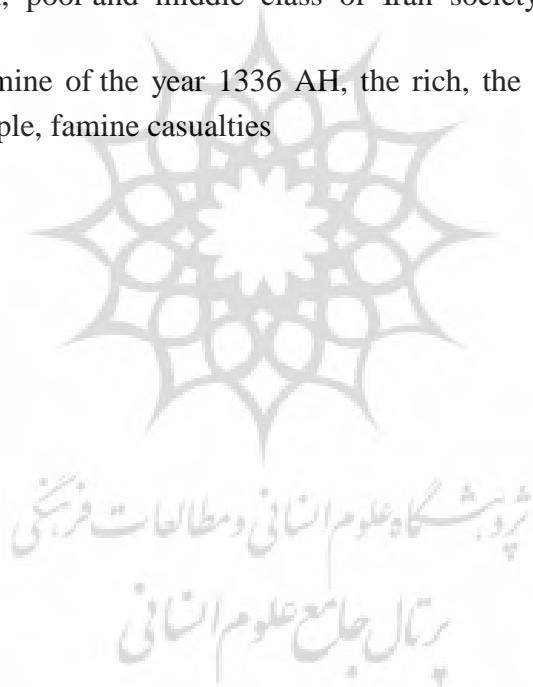 , poor and middle class of Iran society
mine of the year 1336 AH, the rich, the
ple, famine casualties
پژوهشگاه علوم انسانی و مطالعات فرهنگی
پرتال جامع علوم انسانی